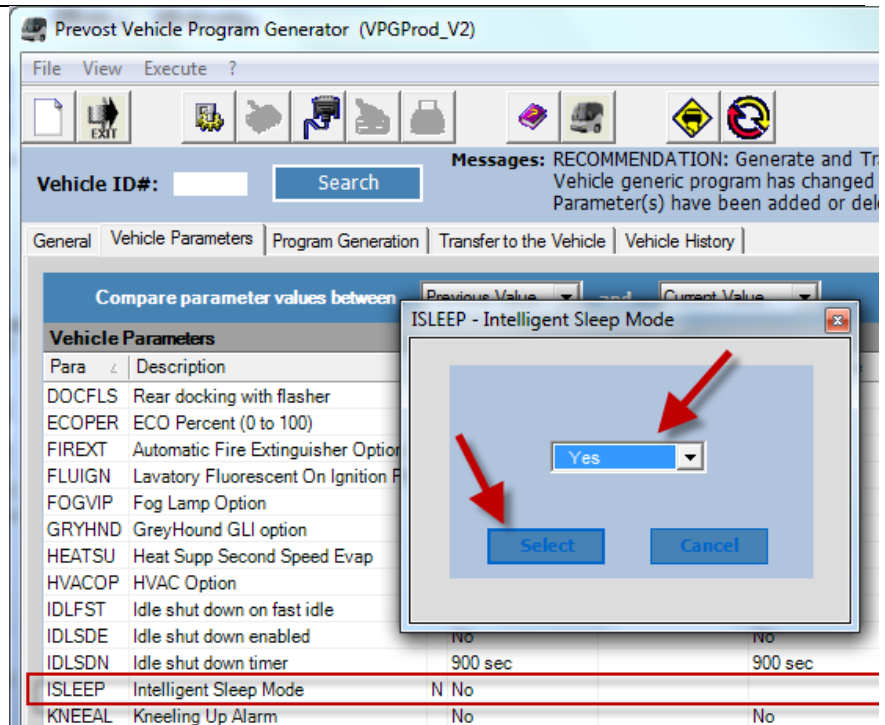 Prevost Vehicle Program Generator (VPGProd_V2)
File View Execute ?
EXIT
Vehicle ID#: Search
Messages: RECOMMENDATION: Generate and Tr
Vehicle generic program has changed
Parameter(s) have been added or del
General Vehicle Parameters Program Generation Transfer to the Vehicle Vehicle History
Compare parameter values between Previous Value and Current Value
ISLEEP - Intelligent Sleep Mode
Yes
Select Cancel
Vehicle Parameters
Para Description
DOCFLS Rear docking with flasher
ECOPER ECO Percent (0 to 100)
FIREXT Automatic Fire Extinguisher Option
FLUIGN Lavatory Fluorescent On Ignition
FOGVIP Fog Lamp Option
GRYHND GreyHound GLI option
HEATSU Heat Supp Second Speed Evap
HVACOP HVAC Option
IDLFST Idle shut down on fast idle
IDLSDE Idle shut down enabled No No
IDLSDN Idle shut down timer 900 sec 900 sec
ISLEEP Intelligent Sleep Mode N No
KNEEAL Kneeling Up Alarm No No